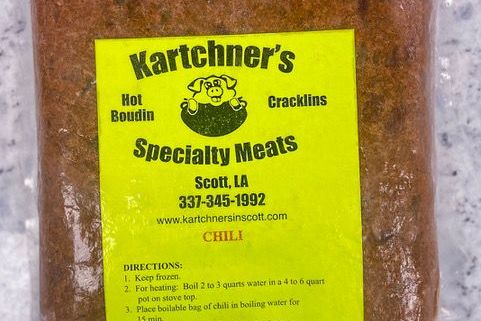 Kartchner's
Hot
Boudin
Cracklins
Specialty Meats
Scott, LA
337-345-1992
www.kartchnersinscott.com
CHILI
DIRECTIONS:
1. Keep frozen.
2. For heating: Boil 2 to 3 quarts water in a 4 to 6 quart
pot on stove top.
3. Place boilable bag of chili in boiling water for
15 min.